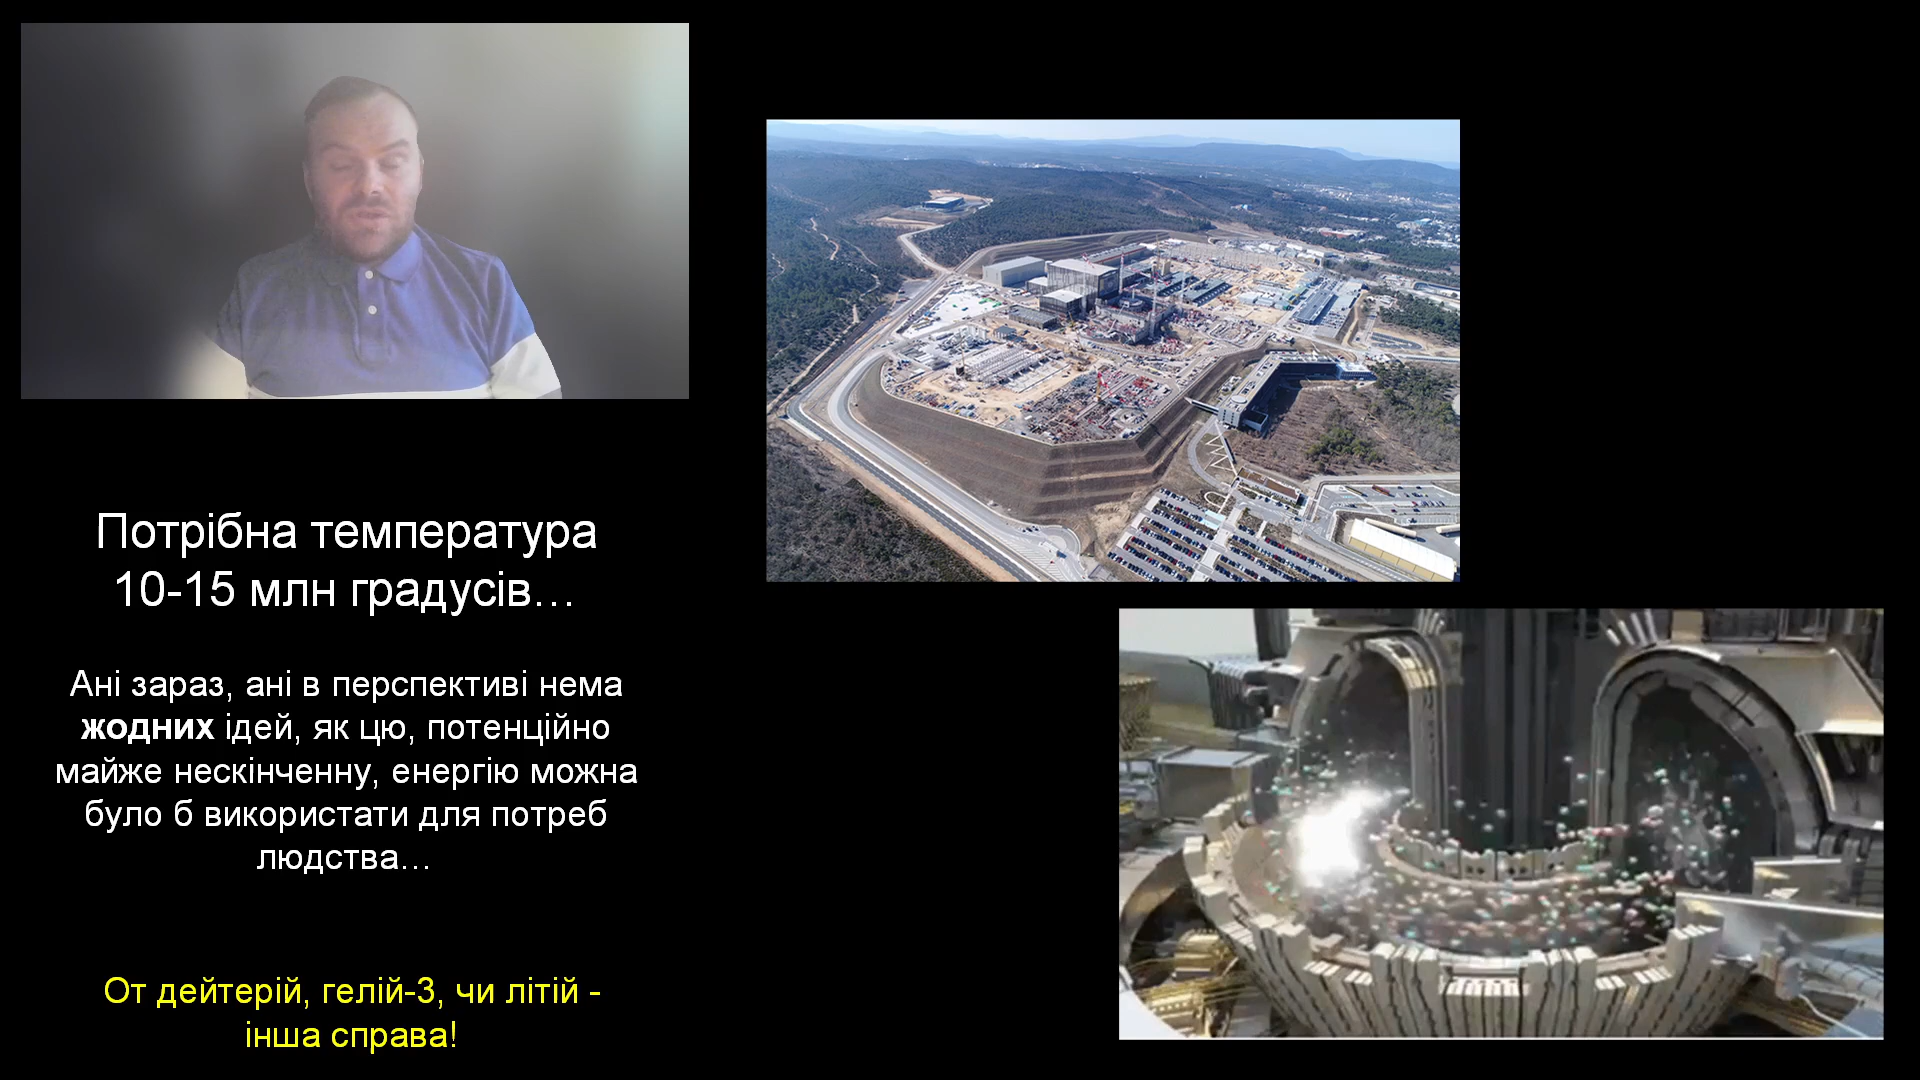 Потрібна температура
10-15 млн градусів...
Ані зараз, ані в перспективі нема
жодних ідей, як цю, потенційно
майже нескінченну, енергію можна
було б використати для потреб
людства...
От дейтерій, гелій-3, чи літій -
інша справа!